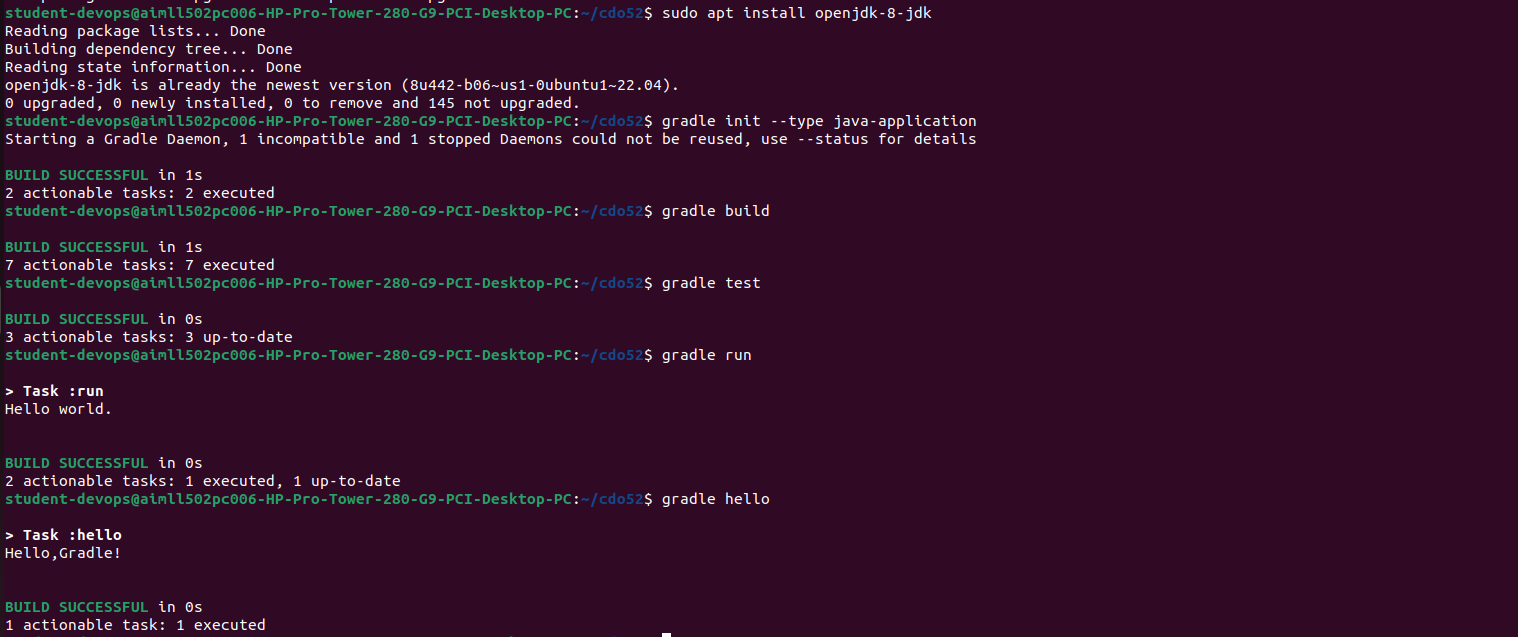 student-devops@aimll502pc006-HP-Pro-Tower-280-G9-PCI-Desktop-PC:~/cdo52$ sudo apt install openjdk-8-jdk
Reading package lists... Done
Building dependency tree... Done
Reading state information... Done
openjdk-8-jdk is already the newest version (8u442-b06~us1-0ubuntu1~22.04).
0 upgraded, 0 newly installed, 0 to remove and 145 not upgraded.
student-devops@aimll502pc006-HP-Pro-Tower-280-G9-PCI-Desktop-PC:~/cdo52$ gradle init --type java-application
Starting a Gradle Daemon, 1 incompatible and 1 stopped Daemons could not be reused, use --status for details
BUILD SUCCESSFUL in 1s
2 actionable tasks: 2 executed
student-devops@aimll502pc006-HP-Pro-Tower-280-G9-PCI-Desktop-PC:~/cdo52$ gradle build
BUILD SUCCESSFUL in 1s
7 actionable tasks: 7 executed
student-devops@aimll502pc006-HP-Pro-Tower-280-G9-PCI-Desktop-PC:~/cdo52$ gradle test
BUILD SUCCESSFUL in 0s
3 actionable tasks: 3 up-to-date
student-devops@aimll502pc006-HP-Pro-Tower-280-G9-PCI-Desktop-PC:~/cdo52$ gradle run
> Task :run
Hello world.
BUILD SUCCESSFUL in 0s
2 actionable tasks: 1 executed, 1 up-to-date
student-devops@aimll502pc006-HP-Pro-Tower-280-G9-PCI-Desktop-PC:~/cdo52$ gradle hello
> Task :hello
Hello,Gradle!
BUILD SUCCESSFUL in 0s
1 actionable task: 1 executed